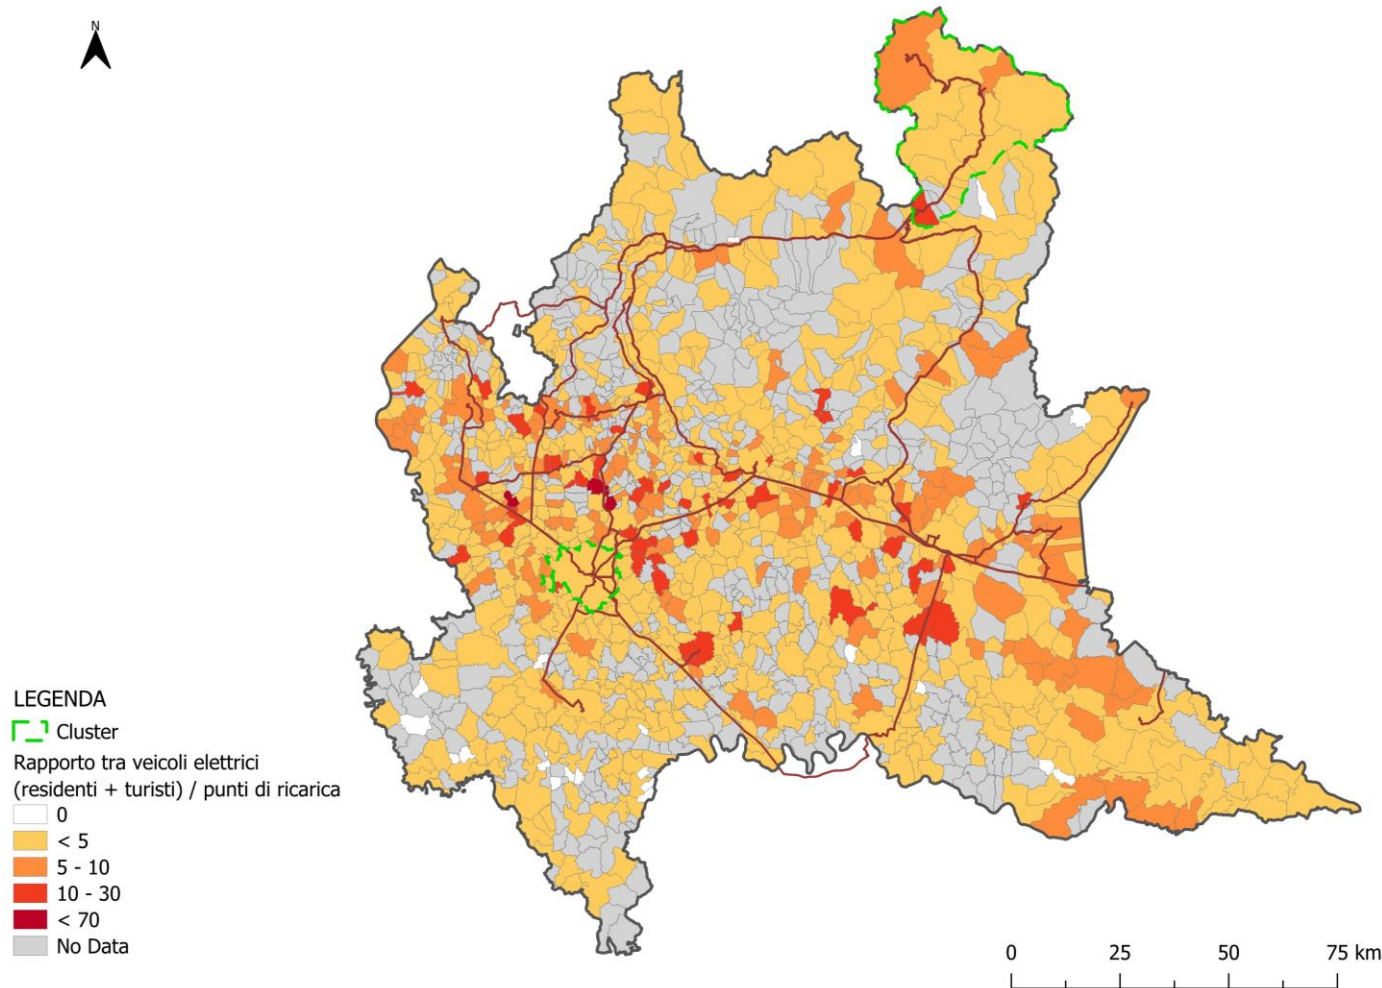 N
LEGENDA
Cluster
Rapporto tra veicoli elettrici
(residenti + turisti) / punti di ricarica
0
< 5
5 - 10
10 - 30
< 70
No Data
0 25 50 75 km